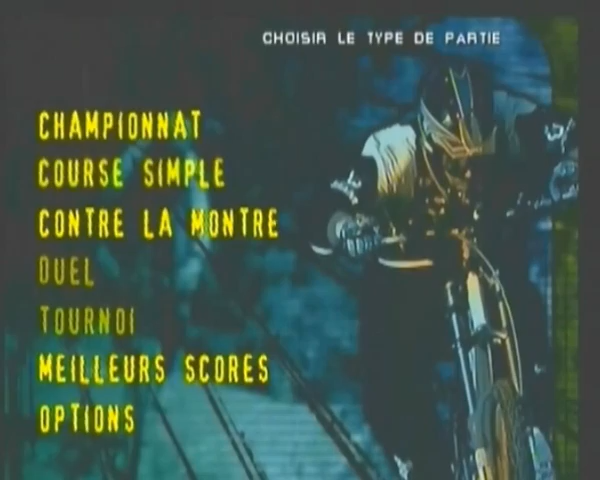 CHOISIR LE TYPE DE PARTIE
CHAMPIONNAT
COURSE SIMPLE
CONTRE LA MONTRE
DUEL
TOURNOI
MEILLEURS SCORES
OPTIONS